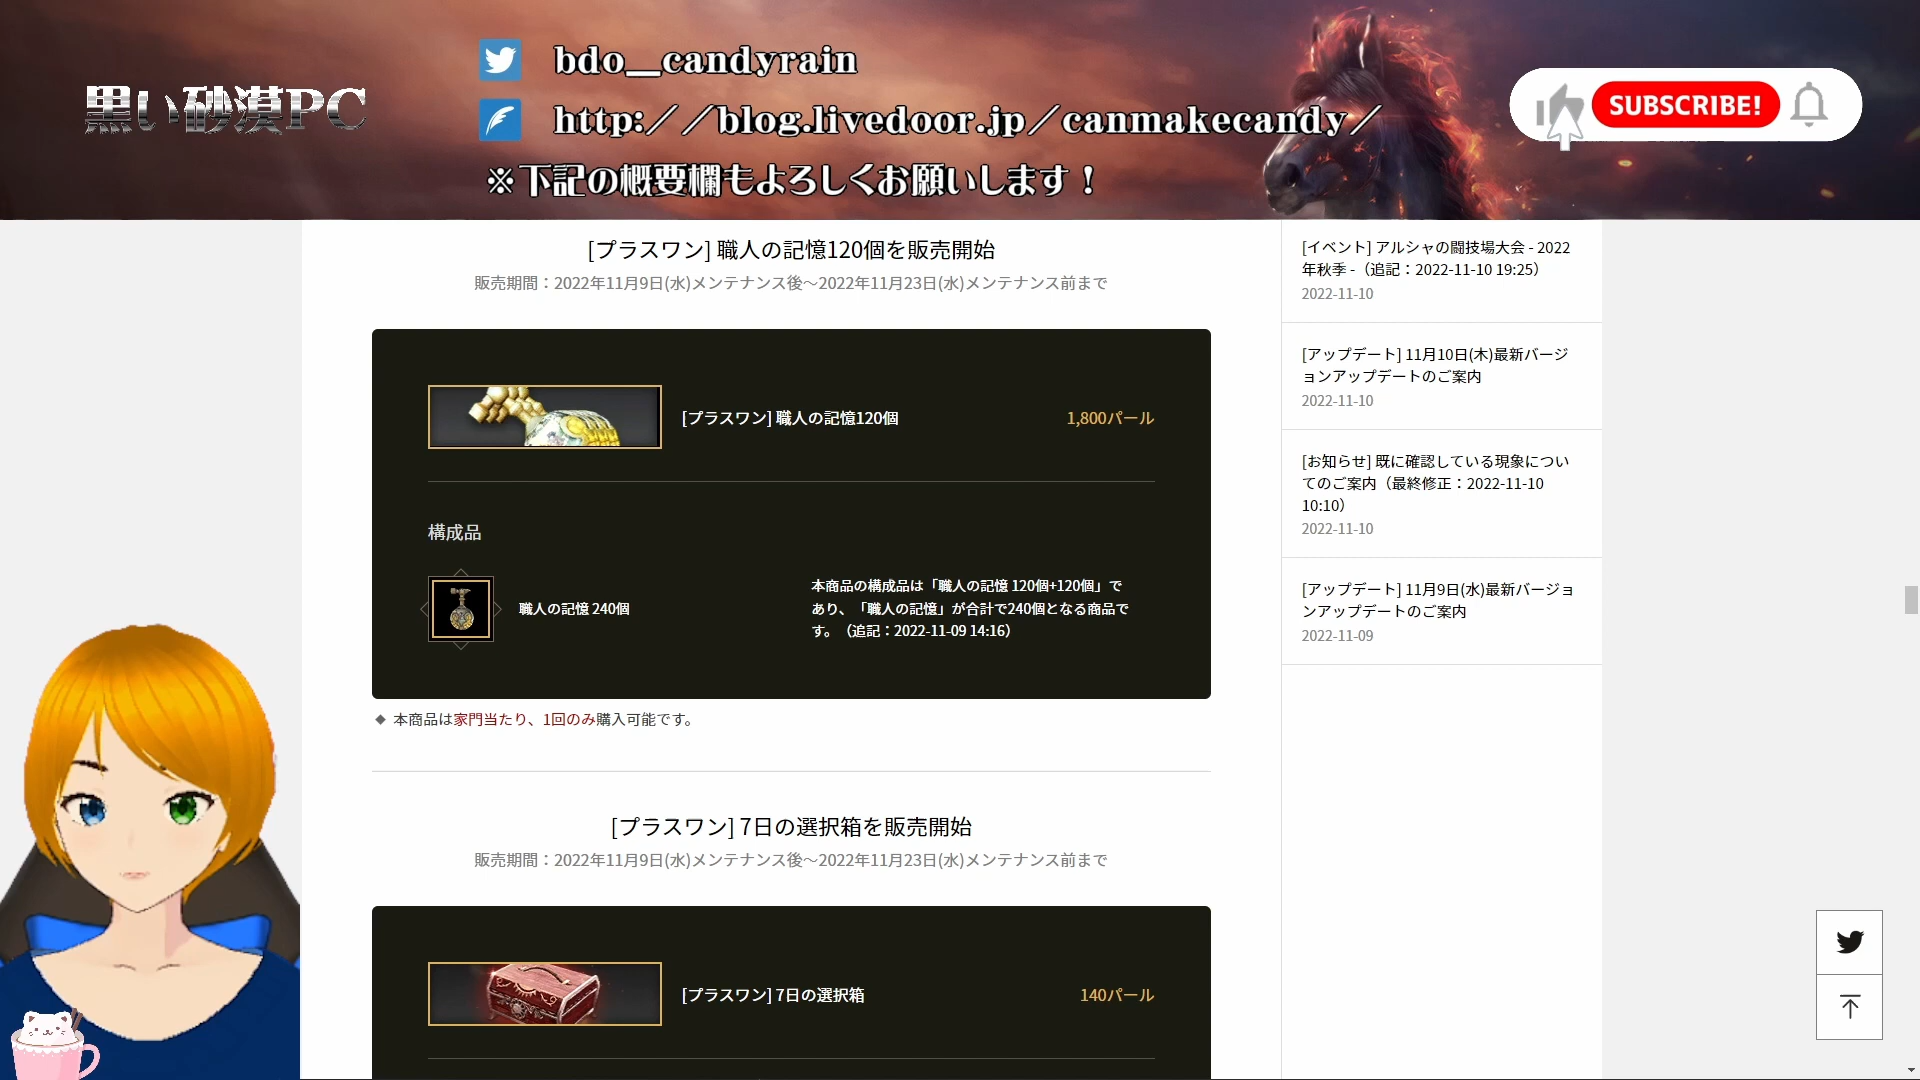 黒い砂漠PC
bdo__candyrain
http://blog.livedoor.jp/canmakecandy/
※下記の概要欄もよろしくお願いします！
SUBSCRIBE!
[プラスワン] 職人の記憶120個を販売開始
販売期間：2022年11月9日(水)メンテナンス後～2022年11月23日(水)メンテナンス前まで
[プラスワン] 職人の記憶120個
1,800パール
構成品
職人の記憶 240個
本商品の構成品は「職人の記憶 120個+120個」で
あり、「職人の記憶」が合計で240個となる商品で
す。（追記：2022-11-09 14:16）
◆ 本商品は家門当たり、1回のみ購入可能です。
[プラスワン] 7日の選択箱を販売開始
販売期間：2022年11月9日(水)メンテナンス後～2022年11月23日(水)メンテナンス前まで
[プラスワン] 7日の選択箱
140パール
[イベント] アルシャの闘技場大会 - 2022
年秋季 -（追記：2022-11-10 19:25）
2022-11-10
[アップデート] 11月10日(木)最新バージ
ョンアップデートのご案内
2022-11-10
[お知らせ] 既に確認している現象につい
てのご案内（最終修正：2022-11-10
10:10）
2022-11-10
[アップデート] 11月9日(水)最新バージョ
ンアップデートのご案内
2022-11-09